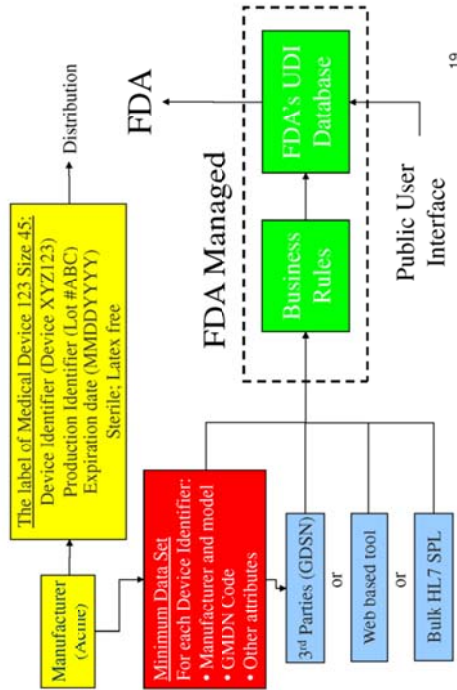 Manufacturer
(Acme)
The label of Medical Device 123 Size 45:
Device Identifier (Device XYZ123)
Production Identifier (Lot #ABC)
Expiration date (MMDDYYYY)
Sterile; Latex free
Distribution
Minimum Data Set
For each Device Identifier:
• Manufacturer and model
• GMDN Code
• Other attributes
FDA
FDA Managed
3rd Parties (GDSN)
or
Web based tool
or
Bulk HL7 SPL
Business
Rules
FDA's UDI
Database
Public User
Interface
19